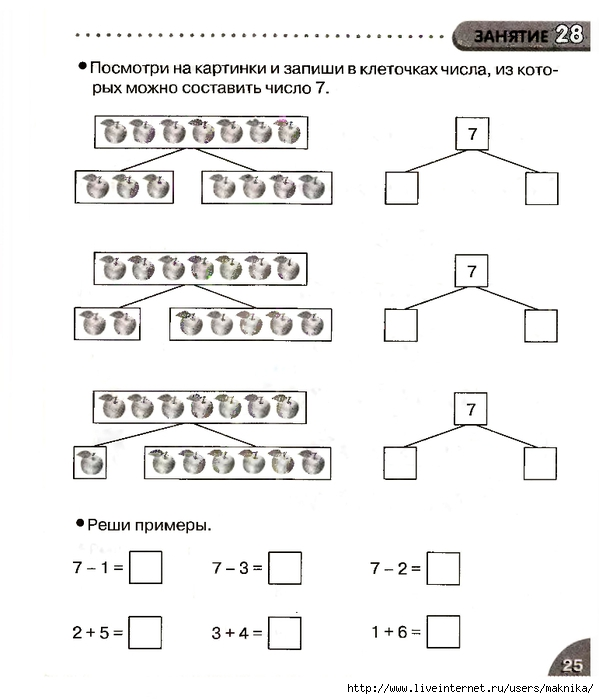 ЗАНЯТИЕ 28
•Посмотри на картинки и запиши в клеточках числа, из кото-
рых можно составить число 7.
7
7
7
•Реши примеры.
7 – 1 = 7 – 3 = 7 – 2 =
2 + 5 = 3 + 4 = 1 + 6 =
25
http://www.liveinternet.ru/users/maknika/